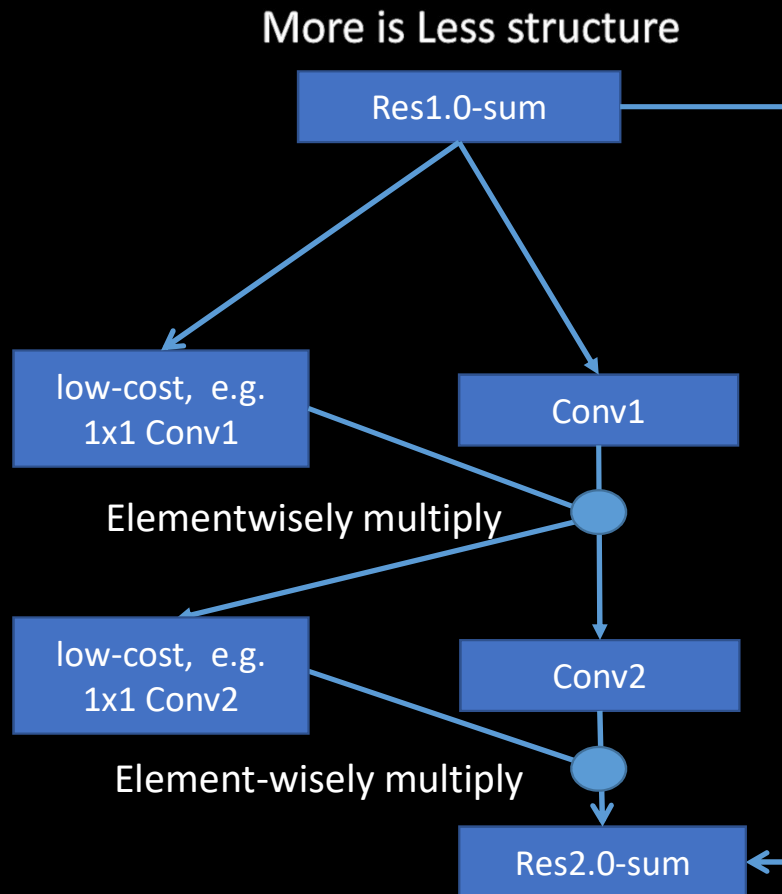 More is Less structure
Res1.0-sum
low-cost, e.g.
1x1 Conv1
Conv1
Elementwisely multiply
low-cost, e.g.
1x1 Conv2
Conv2
Element-wisely multiply
Res2.0-sum